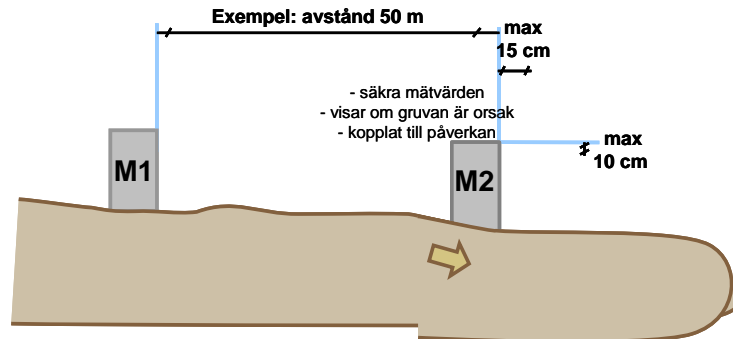 Exempel: avstånd 50 m
max
15 cm
- säkra mätvärden
- visar om gruvan är orsak
- kopplat till påverkan
max
10 cm
M1
M2